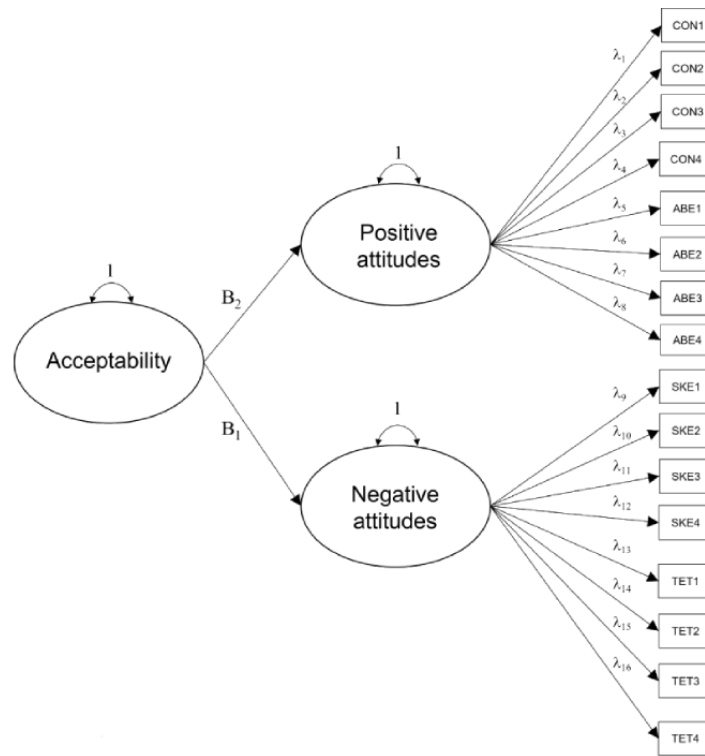 1
Acceptability
B₂
B₁
1
Positive
attitudes
1
Negative
attitudes
λ₁
λ₂
λ₃
λ₄
λ₅
λ₆
λ₇
λ₈
λ₉
λ₁₀
λ₁₁
λ₁₂
λ₁₃
λ₁₄
λ₁₅
λ₁₆
CON1
CON2
CON3
CON4
ABE1
ABE2
ABE3
ABE4
SKE1
SKE2
SKE3
SKE4
TET1
TET2
TET3
TET4